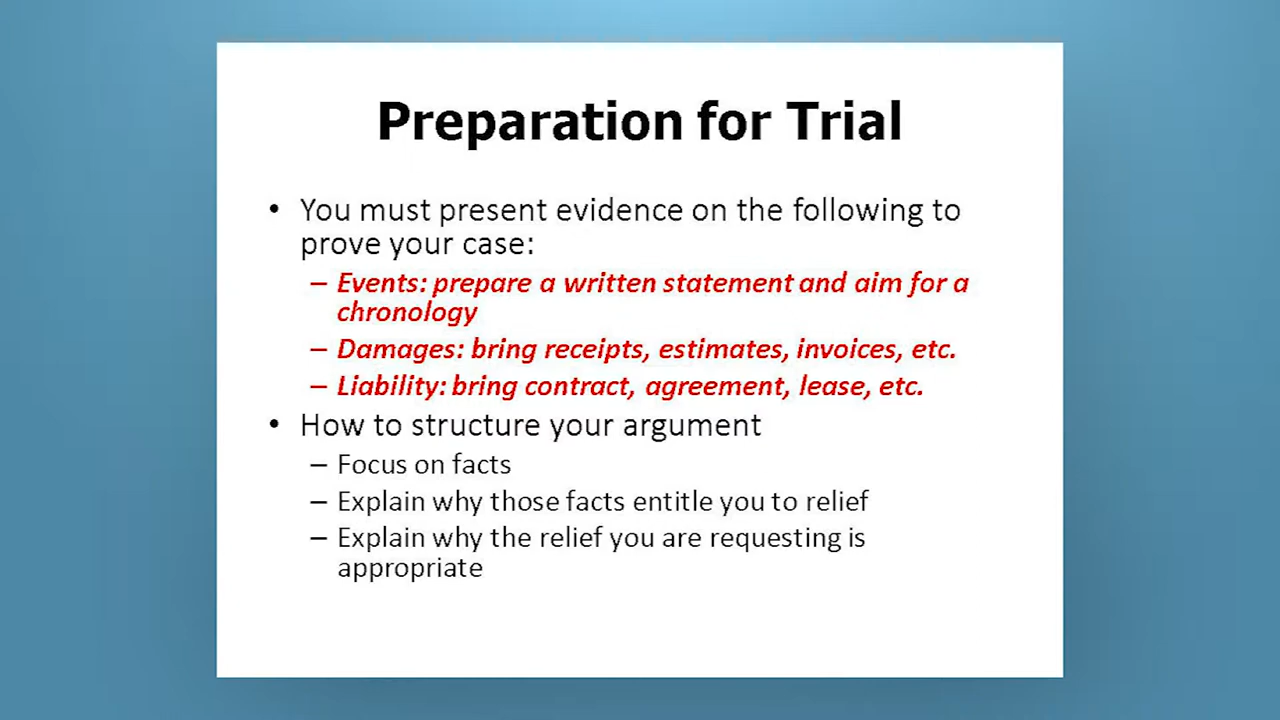 Preparation for Trial
• You must present evidence on the following to
prove your case:
– Events: prepare a written statement and aim for a
chronology
– Damages: bring receipts, estimates, invoices, etc.
– Liability: bring contract, agreement, lease, etc.
• How to structure your argument
– Focus on facts
– Explain why those facts entitle you to relief
– Explain why the relief you are requesting is
appropriate